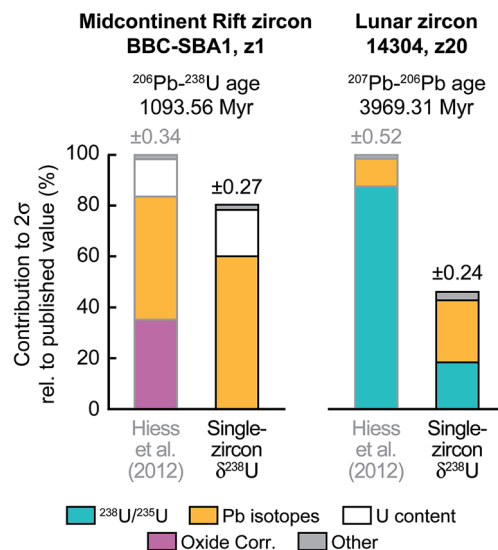 Midcontinent Rift zircon
BBC-SBA1, z1
²⁰⁶Pb-²³⁸U age
1093.56 Myr
±0.34
±0.27
Lunar zircon
14304, z20
²⁰⁷Pb-²⁰⁶Pb age
3969.31 Myr
±0.52
±0.24
Contribution to 2σ
rel. to published value (%)
100
80
60
40
20
0
Hiess
et al.
(2012)
Single-
zircon
δ²³⁸U
Hiess
et al.
(2012)
Single-
zircon
δ²³⁸U
²³⁸U/²³⁵U
Pb isotopes
U content
Oxide Corr.
Other